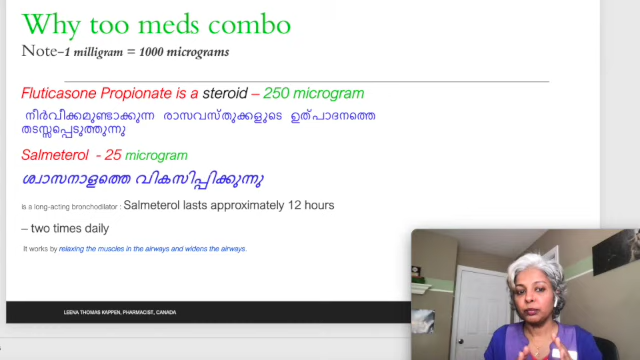 Why too meds combo
Note–1 milligram = 1000 micrograms
Fluticasone Propionate is a steroid – 250 microgram
നീർവീക്കമുണ്ടാക്കുന്ന രാസവസ്തുക്കളുടെ ഉത്പാദനത്തെ
തടസ്സപ്പെടുത്തുന്നു
Salmeterol - 25 microgram
ശ്വാസനാളത്തെ വികസിപ്പിക്കുന്നു
is a long-acting bronchodilator : Salmeterol lasts approximately 12 hours
– two times daily
It works by relaxing the muscles in the airways and widens the airways.
LEENA THOMAS KAPPEN, PHARMACIST, CANADA